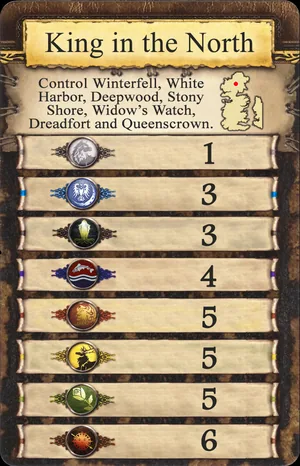 King in the North
Control Winterfell, White
Harbor, Deepwood, Stony
Shore, Widow's Watch,
Dreadfort and Queenscrown.
1
3
3
4
5
5
5
6